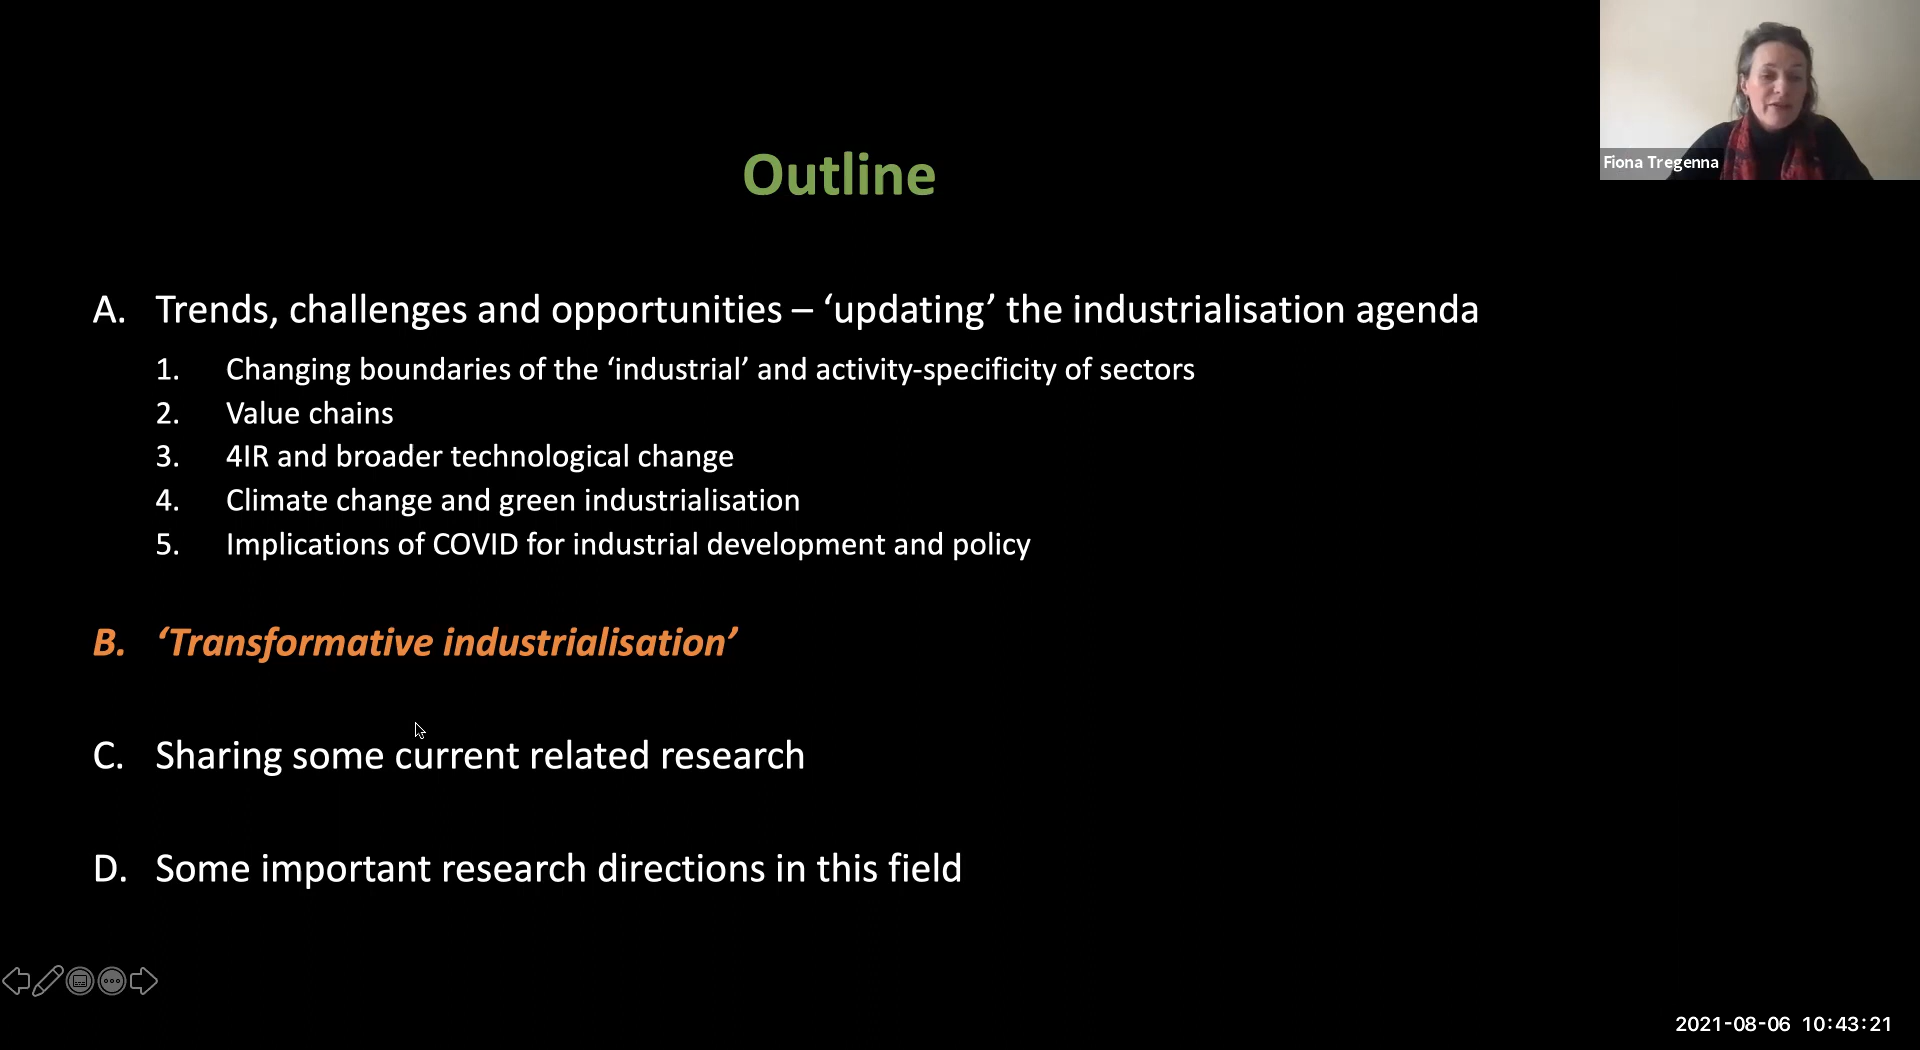 Outline
Fiona Tregenna
A. Trends, challenges and opportunities – ‘updating’ the industrialisation agenda
1. Changing boundaries of the ‘industrial’ and activity-specificity of sectors
2. Value chains
3. 4IR and broader technological change
4. Climate change and green industrialisation
5. Implications of COVID for industrial development and policy
B. ‘Transformative industrialisation’
C. Sharing some current related research
D. Some important research directions in this field
2021-08-06 10:43:21